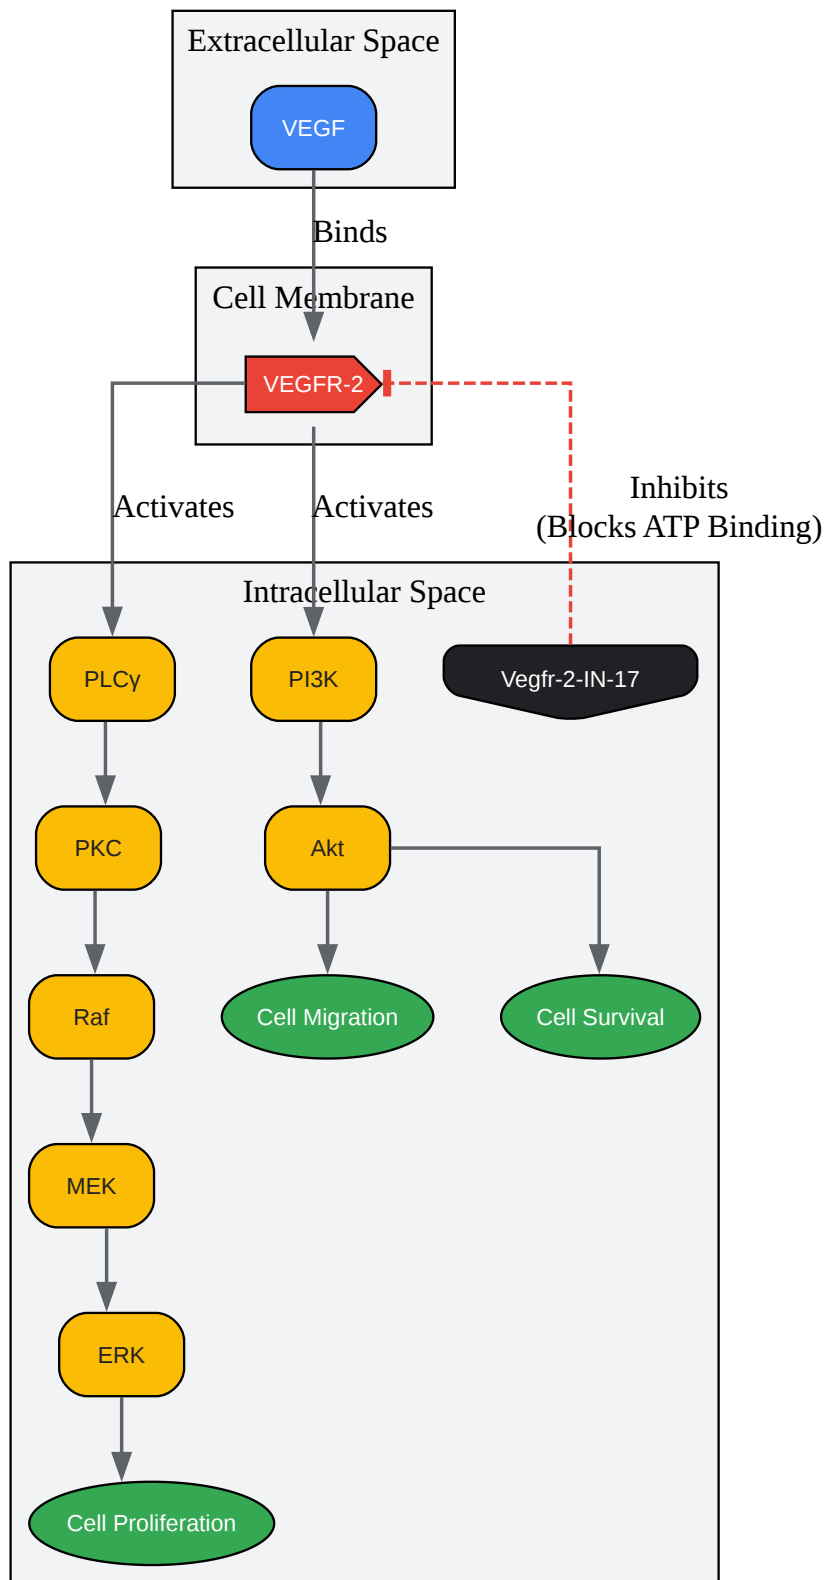 Extracellular Space
VEGF
Binds
Cell Membrane
VEGFR-2
Activates
Activates
Inhibits
(Blocks ATP Binding)
Intracellular Space
PLCγ
PI3K
Vegfr-2-IN-17
PKC
Akt
Raf
Cell Migration
Cell Survival
MEK
ERK
Cell Proliferation